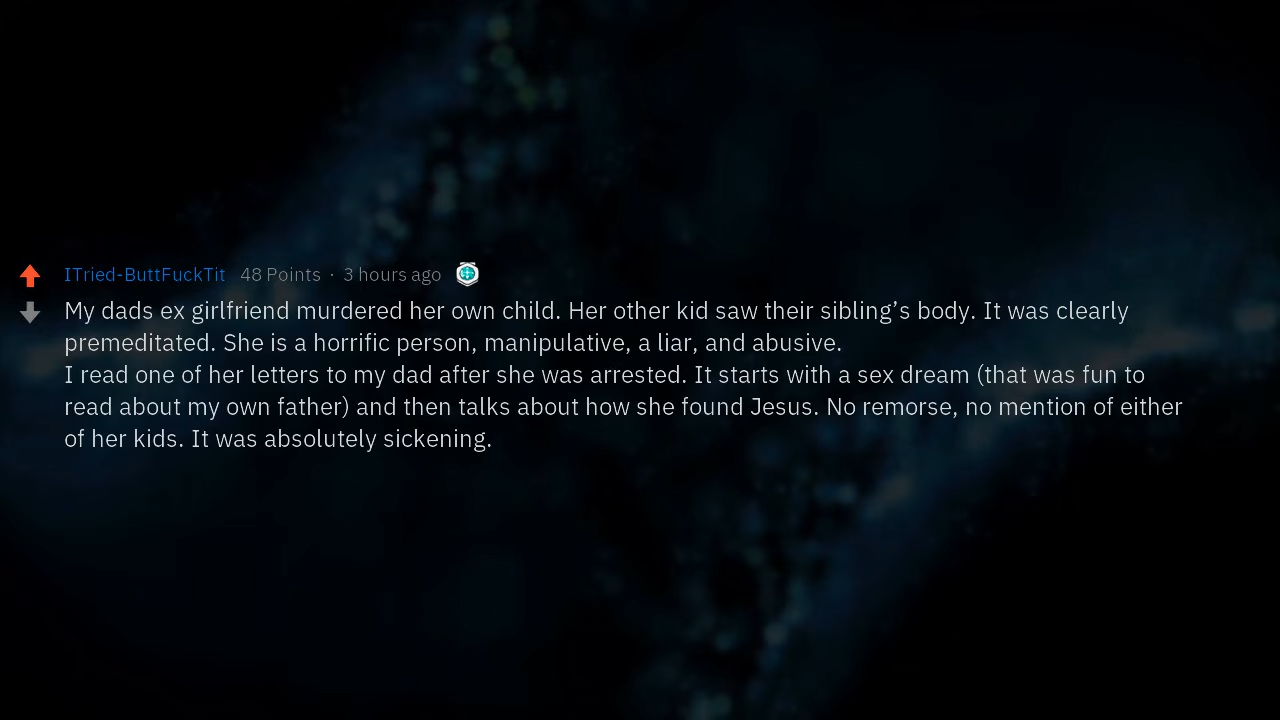 ITried-ButtFuckTit 48 Points · 3 hours ago
My dads ex girlfriend murdered her own child. Her other kid saw their sibling’s body. It was clearly
premeditated. She is a horrific person, manipulative, a liar, and abusive.
I read one of her letters to my dad after she was arrested. It starts with a sex dream (that was fun to
read about my own father) and then talks about how she found Jesus. No remorse, no mention of either
of her kids. It was absolutely sickening.